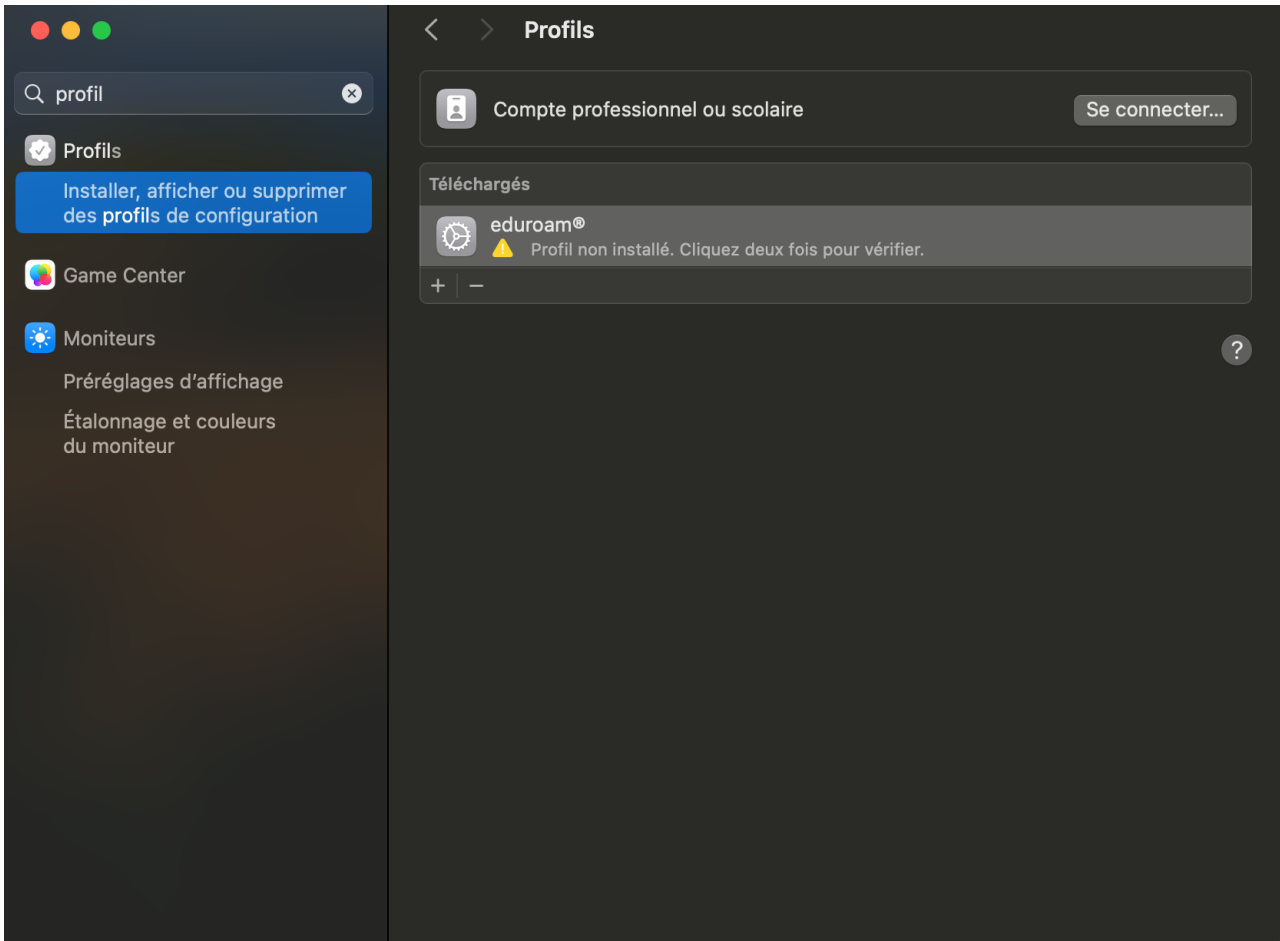 profil
Profils
Installer, afficher ou supprimer
des profils de configuration
Game Center
Moniteurs
Préréglages d’affichage
Étalonnage et couleurs
du moniteur
Profils
Compte professionnel ou scolaire
Se connecter...
Téléchargés
eduroam®
Profil non installé. Cliquez deux fois pour vérifier.
+ −
?